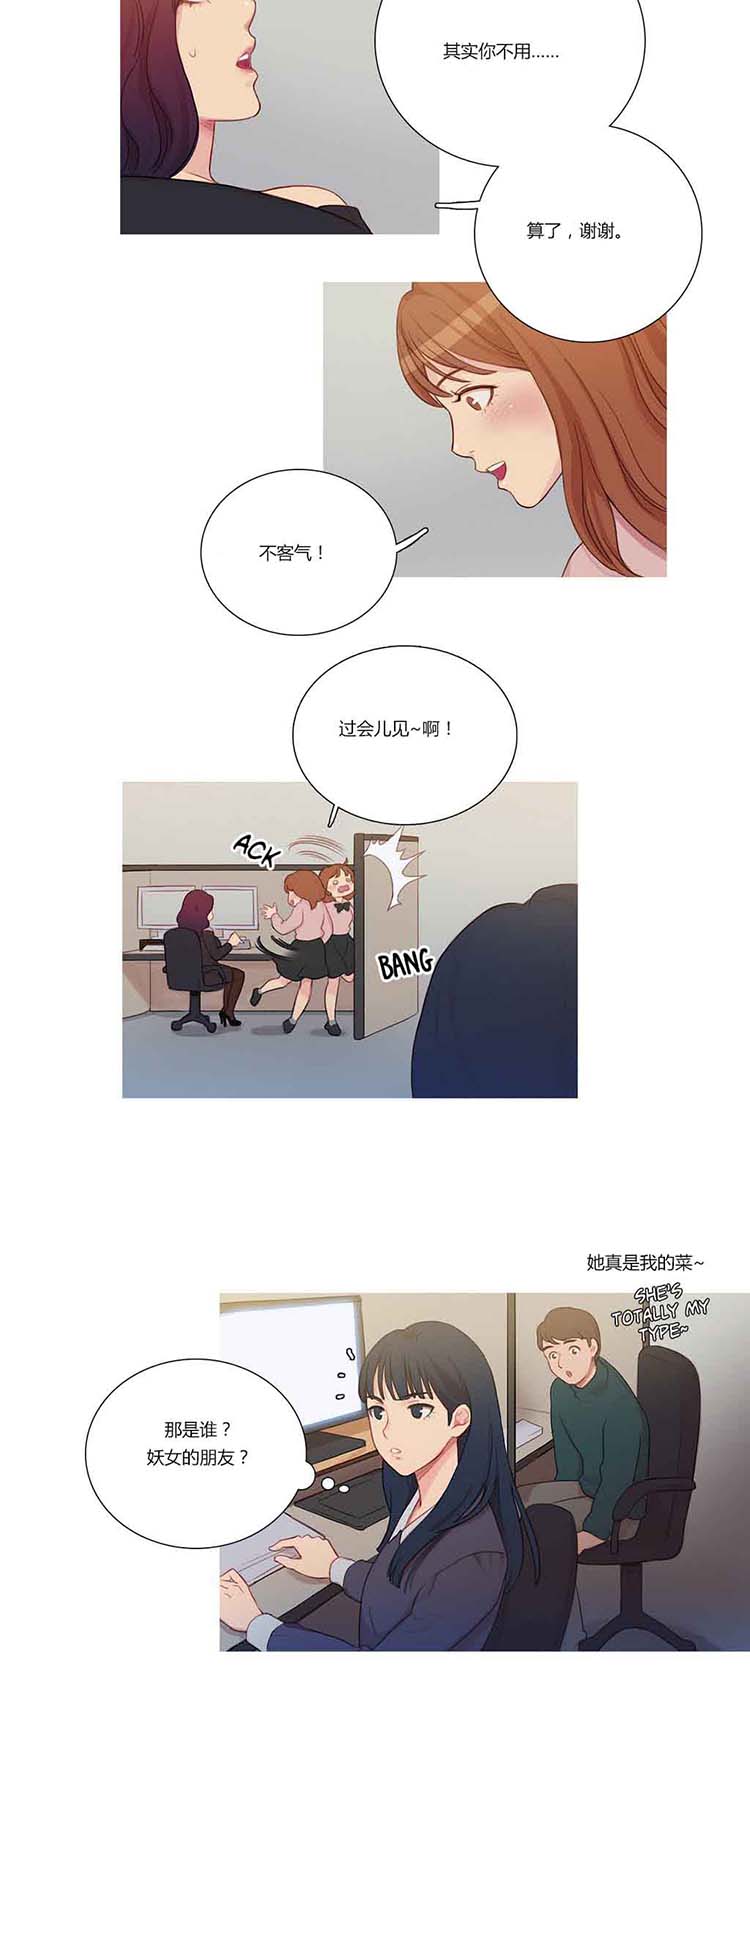 其实你不用......
算了，谢谢。
不客气！
过会儿见~啊！
ACK
BANG
她真是我的菜~
SHE'S
TOTALLY MY
TYPE~
那是谁？
妖女的朋友？